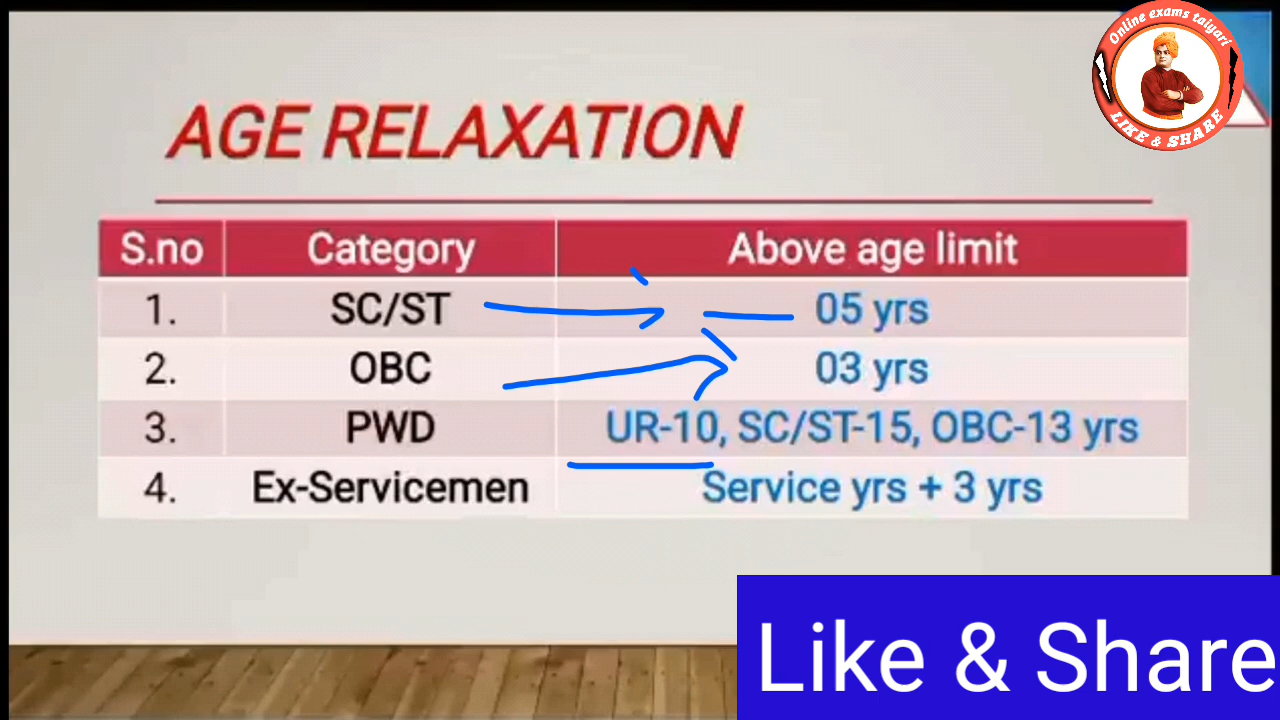 Online exams taiyari
LIKE & SHARE
AGE RELAXATION
S.no Category Above age limit
1. SC/ST 05 yrs
2. OBC 03 yrs
3. PWD UR-10, SC/ST-15, OBC-13 yrs
4. Ex-Servicemen Service yrs + 3 yrs
Like & Share